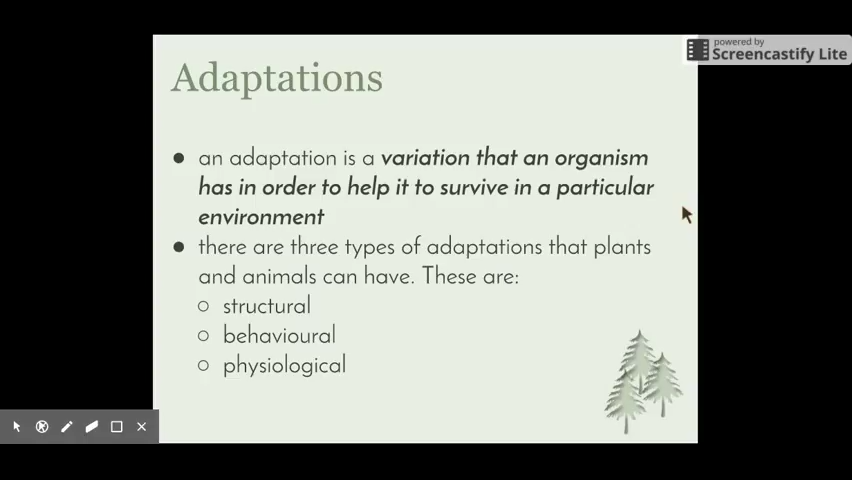 powered by
Screencastify Lite
Adaptations
● an adaptation is a variation that an organism
has in order to help it to survive in a particular
environment
● there are three types of adaptations that plants
and animals can have. These are:
○ structural
○ behavioural
○ physiological